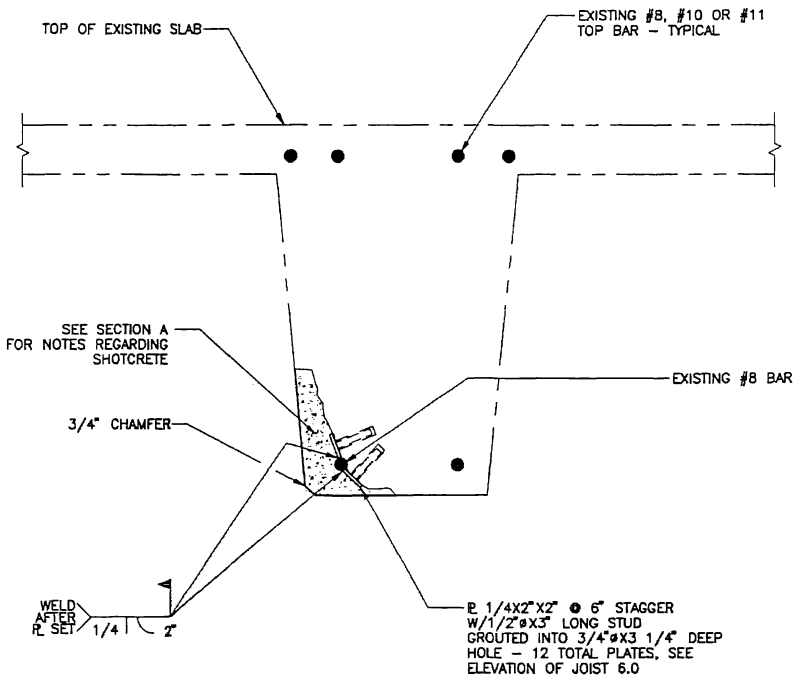 EXISTING #8, #10 OR #11
TOP BAR – TYPICAL
TOP OF EXISTING SLAB
SEE SECTION A
FOR NOTES REGARDING
SHOTCRETE
EXISTING #8 BAR
3/4" CHAMFER
WELD
AFTER
PL SET
1/4
2"
PL 1/4X2"X2" @ 6" STAGGER
W/1/2"øX3" LONG STUD
GROUTED INTO 3/4"øX3 1/4" DEEP
HOLE – 12 TOTAL PLATES, SEE
ELEVATION OF JOIST 6.0